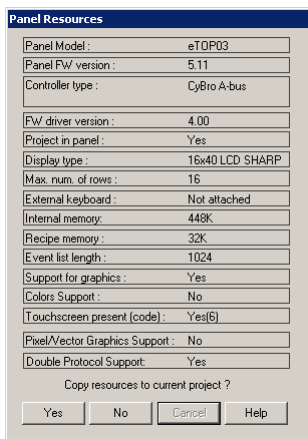 Panel Resources
Panel Model : eTOP03
Panel FW version : 5.11
Controller type : CyBro A-bus
FW driver version : 4.00
Project in panel : Yes
Display type : 16x40 LCD SHARP
Max. num. of rows : 16
External keyboard : Not attached
Internal memory: 448K
Recipe memory : 32K
Event list length : 1024
Support for graphics : Yes
Colors Support : No
Touchscreen present (code) : Yes(6)
Pixel/Vector Graphics Support : No
Double Protocol Support: Yes
Copy resources to current project ?
Yes No Cancel Help